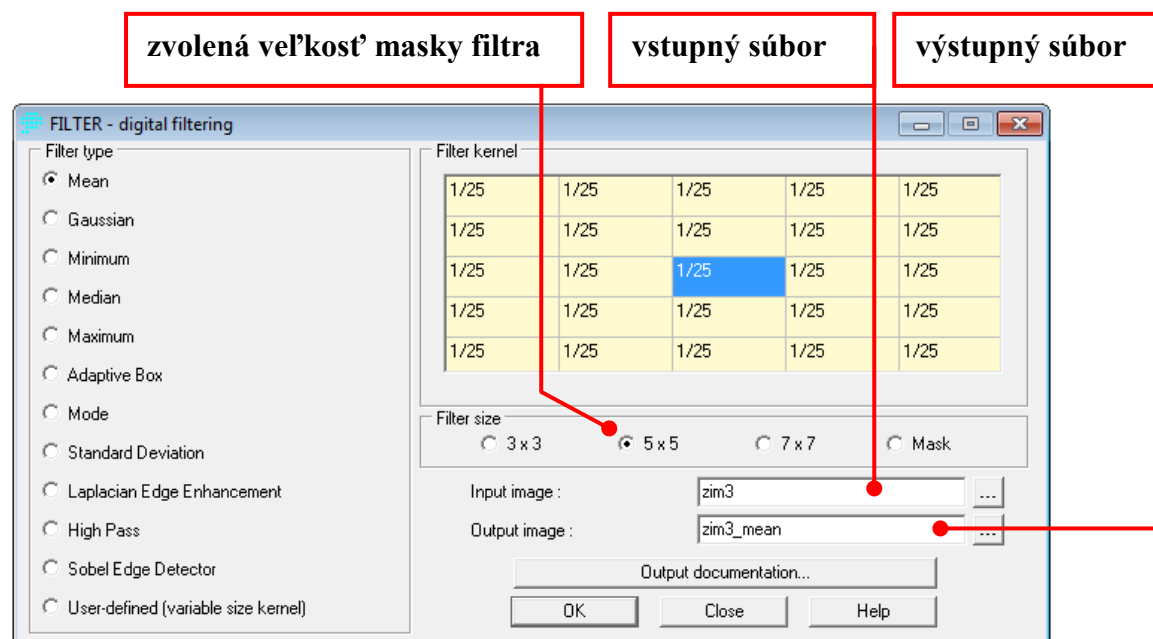 zvolená veľkosť masky filtra
vstupný súbor
výstupný súbor
FILTER - digital filtering
Filter type
Mean
Gaussian
Minimum
Median
Maximum
Adaptive Box
Mode
Standard Deviation
Laplacian Edge Enhancement
High Pass
Sobel Edge Detector
User-defined (variable size kernel)
Filter kernel
1/25 1/25 1/25 1/25 1/25
1/25 1/25 1/25 1/25 1/25
1/25 1/25 1/25 1/25 1/25
1/25 1/25 1/25 1/25 1/25
1/25 1/25 1/25 1/25 1/25
Filter size
3 x 3 5 x 5 7 x 7 Mask
Input image : zim3 ...
Output image : zim3_mean ...
Output documentation...
OK Close Help